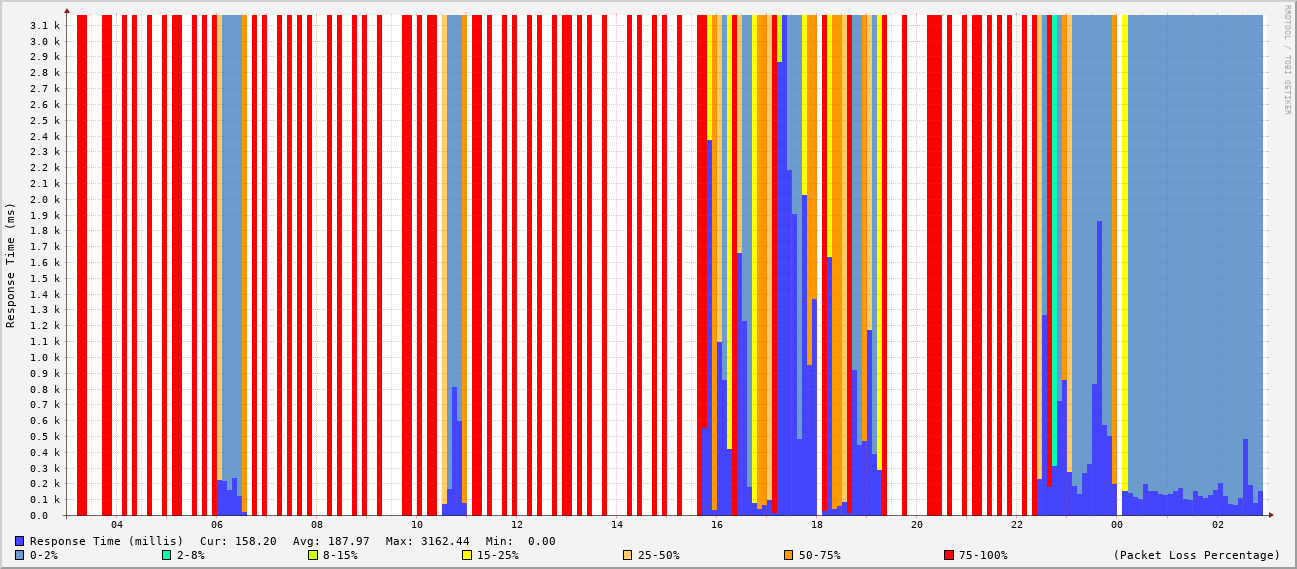 RRDTOOL / TOBI OETIKER
Response Time (ms)
3.1 k
3.0 k
2.9 k
2.8 k
2.7 k
2.6 k
2.5 k
2.4 k
2.3 k
2.2 k
2.1 k
2.0 k
1.9 k
1.8 k
1.7 k
1.6 k
1.5 k
1.4 k
1.3 k
1.2 k
1.1 k
1.0 k
0.9 k
0.8 k
0.7 k
0.6 k
0.5 k
0.4 k
0.3 k
0.2 k
0.1 k
0.0
04 06 08 10 12 14 16 18 20 22 00 02
Response Time (millis) Cur: 158.20 Avg: 187.97 Max: 3162.44 Min: 0.00
0-2% 2-8% 8-15% 15-25% 25-50% 50-75% 75-100% (Packet Loss Percentage)